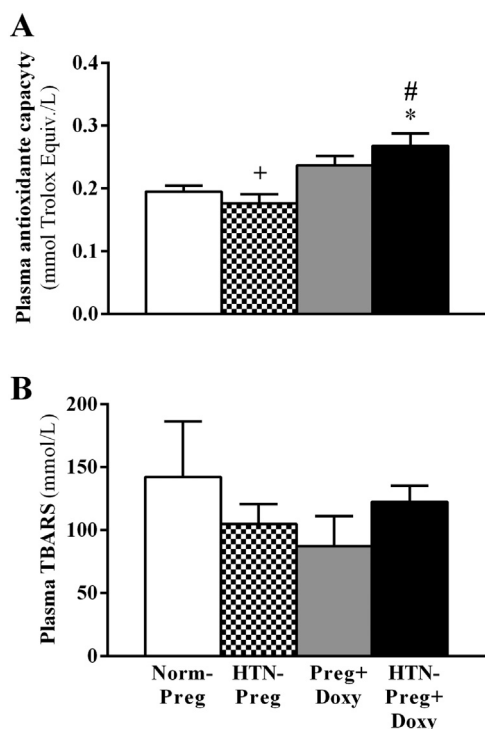 A
Plasma antioxidante capacyty
(mmol Trolox Equiv./L)
0.4
0.3
0.2
0.1
0.0
+
#
*
B
Plasma TBARS (mmol/L)
200
150
100
50
0
Norm-
Preg
HTN-
Preg
Preg+
Doxy
HTN-
Preg+
Doxy